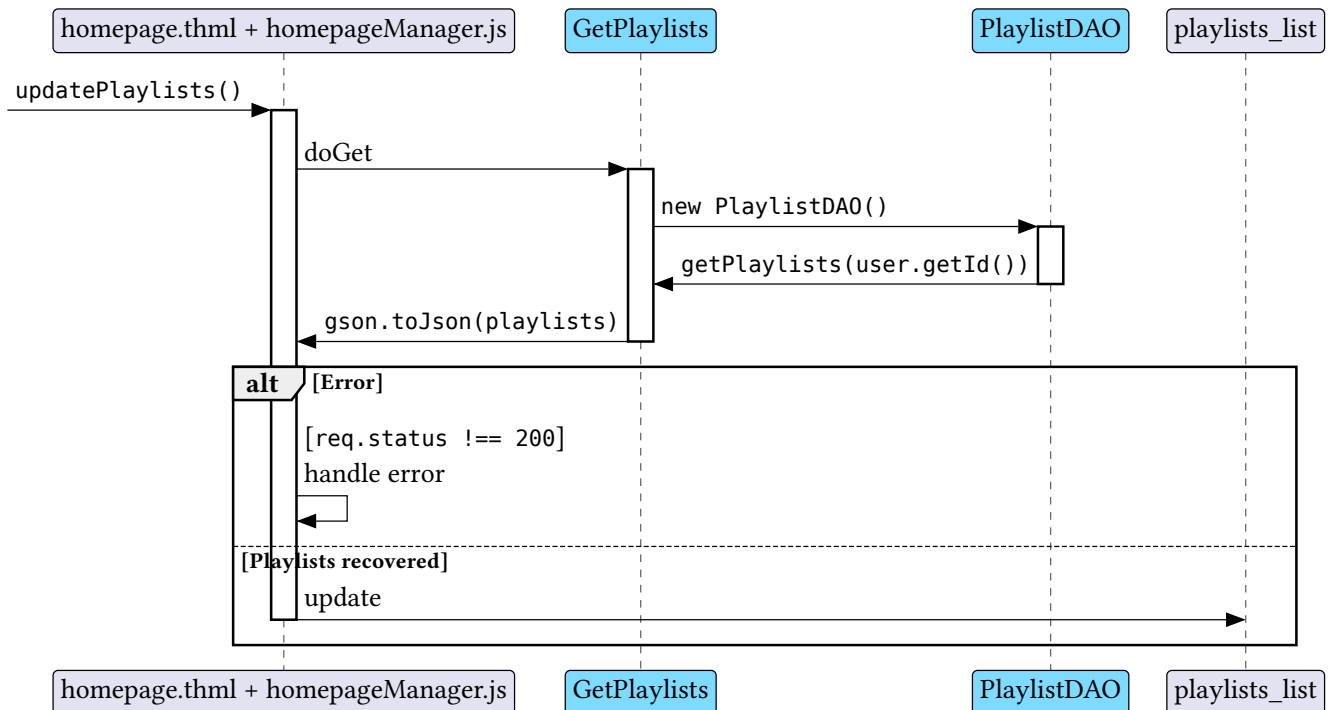 homepage.thml + homepageManager.js
GetPlaylists
PlaylistDAO
playlists_list
updatePlaylists()
doGet
new PlaylistDAO()
getPlaylists(user.getId())
gson.toJson(playlists)
alt
[Error]
[req.status !== 200]
handle error
[Playlists recovered]
update
homepage.thml + homepageManager.js
GetPlaylists
PlaylistDAO
playlists_list